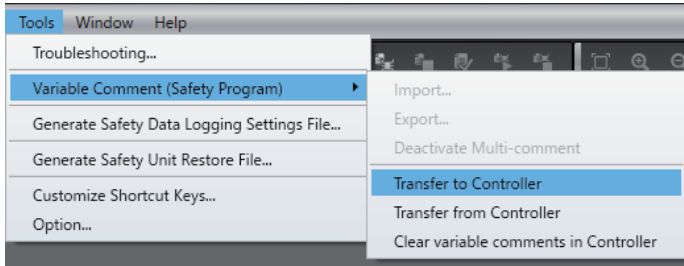 Tools Window Help
Troubleshooting...
Variable Comment (Safety Program)
Generate Safety Data Logging Settings File...
Generate Safety Unit Restore File...
Customize Shortcut Keys...
Option...
Import...
Export...
Deactivate Multi-comment
Transfer to Controller
Transfer from Controller
Clear variable comments in Controller